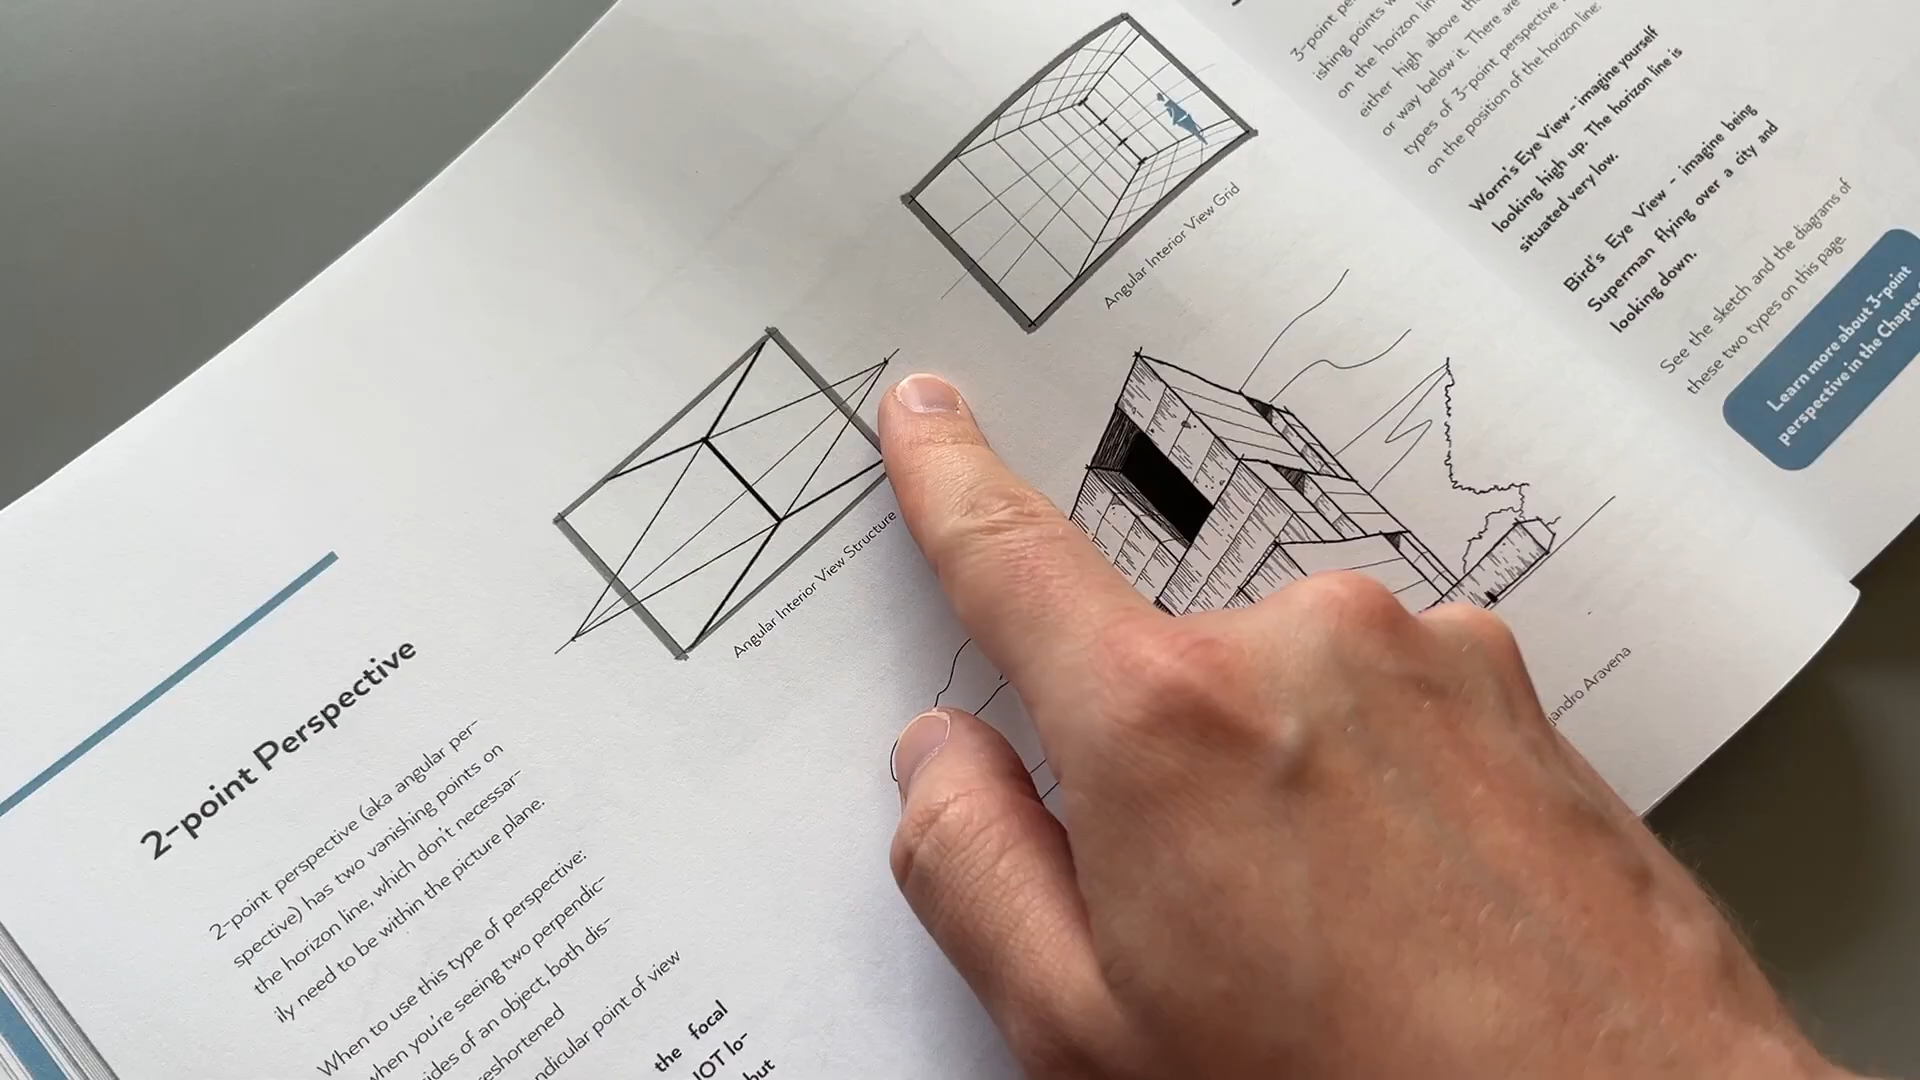 2-point Perspective
2-point perspective (aka angular per-
spective) has two vanishing points on
the horizon line, which don't necessar-
ily need to be within the picture plane.
When to use this type of perspective:
when you're seeing two perpendic-
sides of an object, both dis-
point of view
the focal
but
Angular Interior View Structure
Angular Interior View Grid
Aravena
3-point
ishing points
on the horizon
either high above
or way below it. There are
types of 3-point perspective
on the position of the horizon line:
Worm's Eye View - imagine yourself
looking high up. The horizon line is
situated very low.
Bird's Eye View - imagine being
Superman flying over a city and
looking down.
See the sketch and the diagrams of
these two types on this page.
Learn more about 3-point
perspective in the